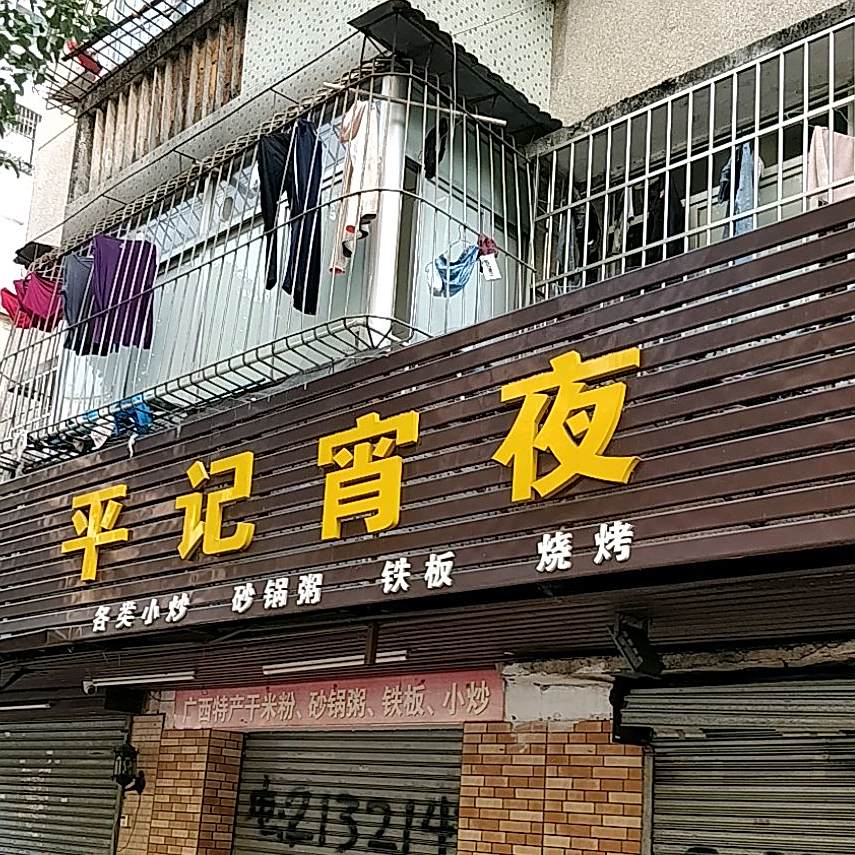 平记宵夜
各类小炒 砂锅粥 铁板 烧烤
广西特产干米粉、砂锅粥、铁板、小炒
电213214